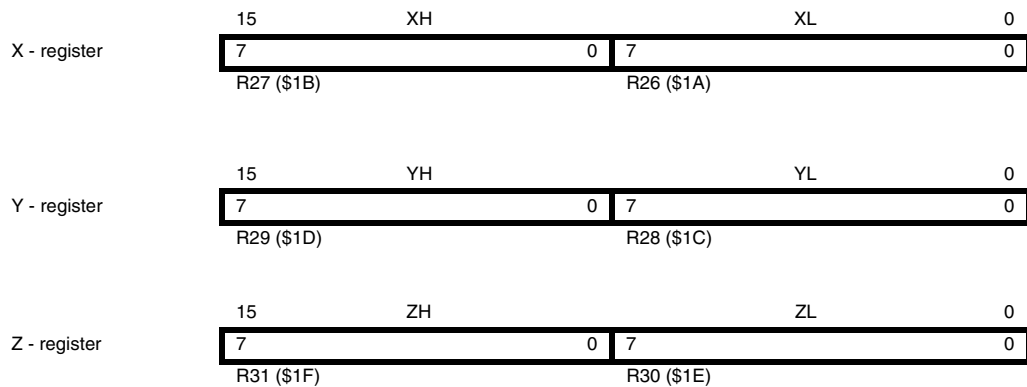 15 XH XL 0
X - register 7 0 7 0
R27 ($1B) R26 ($1A)
15 YH YL 0
Y - register 7 0 7 0
R29 ($1D) R28 ($1C)
15 ZH ZL 0
Z - register 7 0 7 0
R31 ($1F) R30 ($1E)